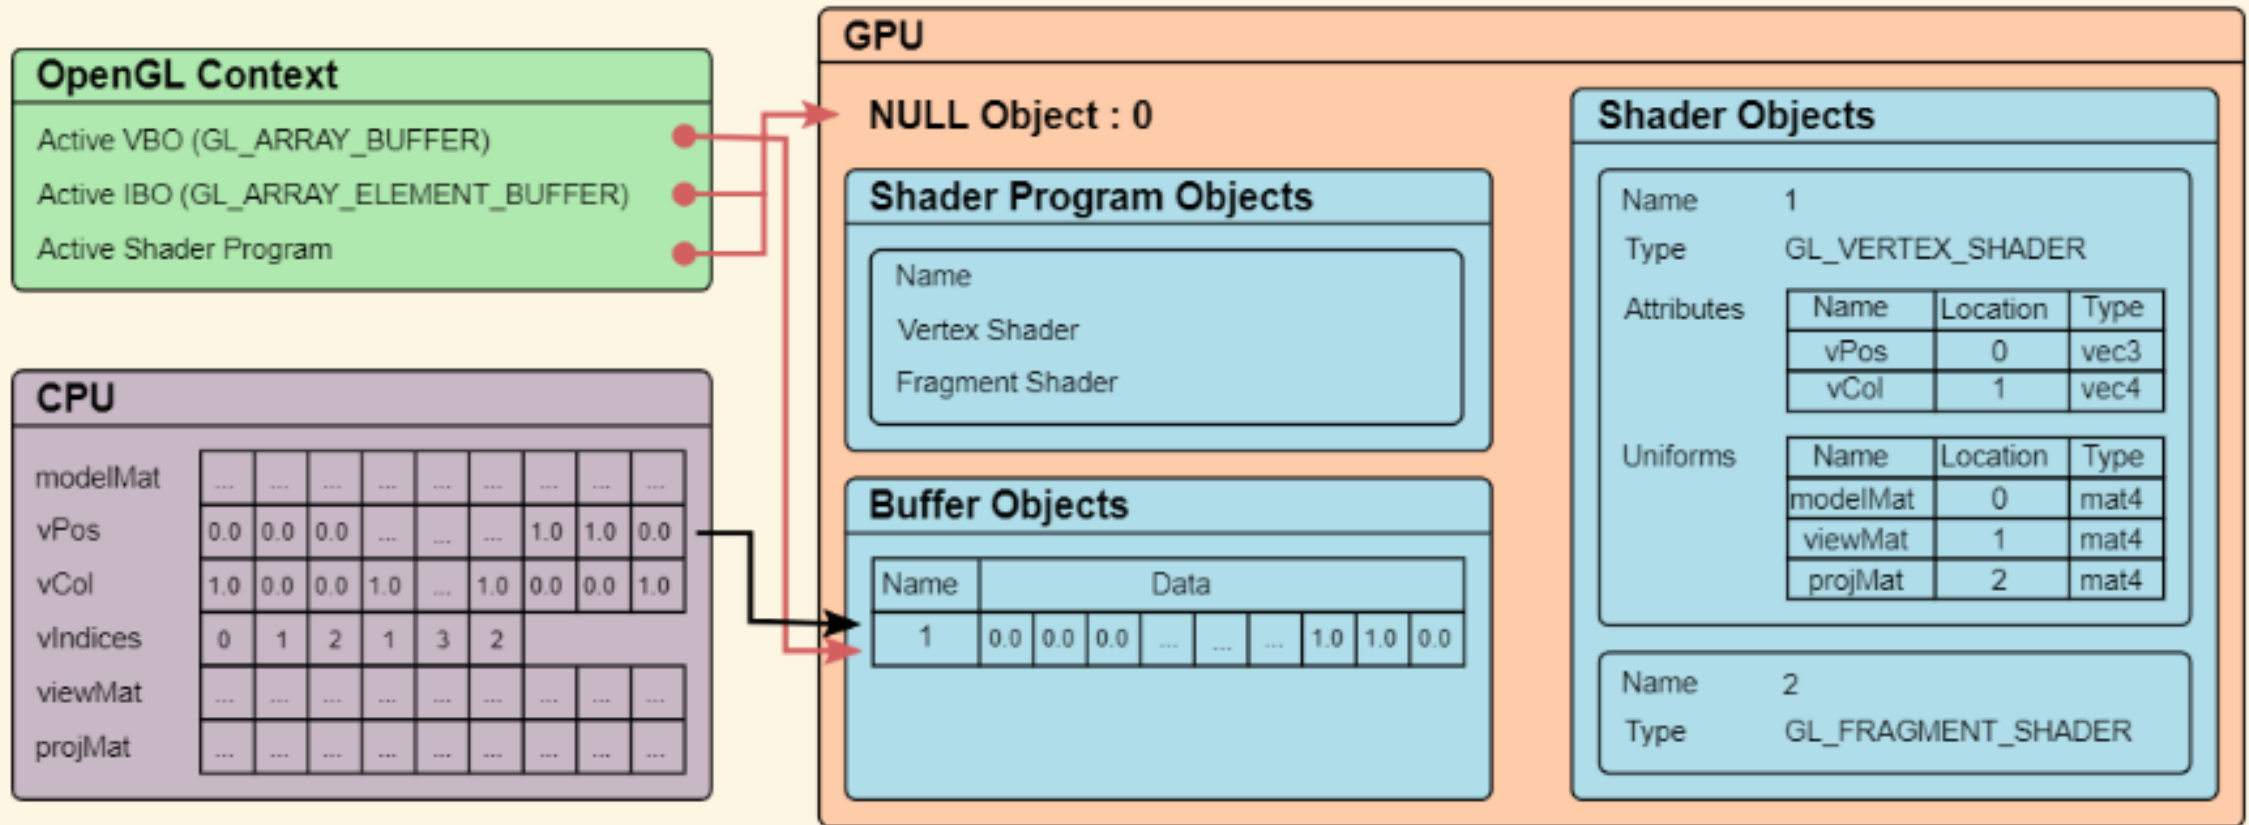 OpenGL Context
Active VBO (GL_ARRAY_BUFFER)
Active IBO (GL_ARRAY_ELEMENT_BUFFER)
Active Shader Program
CPU
modelMat ... ... ... ... ... ... ... ... ...
vPos 0.0 0.0 0.0 ... ... ... 1.0 1.0 0.0
vCol 1.0 0.0 0.0 1.0 ... 1.0 0.0 0.0 1.0
vIndices 0 1 2 1 3 2
viewMat ... ... ... ... ... ... ... ... ...
projMat ... ... ... ... ... ... ... ... ...
GPU
NULL Object : 0
Shader Program Objects
Name
Vertex Shader
Fragment Shader
Buffer Objects
Name Data
1 0.0 0.0 0.0 ... ... ... 1.0 1.0 0.0
Shader Objects
Name 1
Type GL_VERTEX_SHADER
Attributes Name Location Type
vPos 0 vec3
vCol 1 vec4
Uniforms Name Location Type
modelMat 0 mat4
viewMat 1 mat4
projMat 2 mat4
Name 2
Type GL_FRAGMENT_SHADER